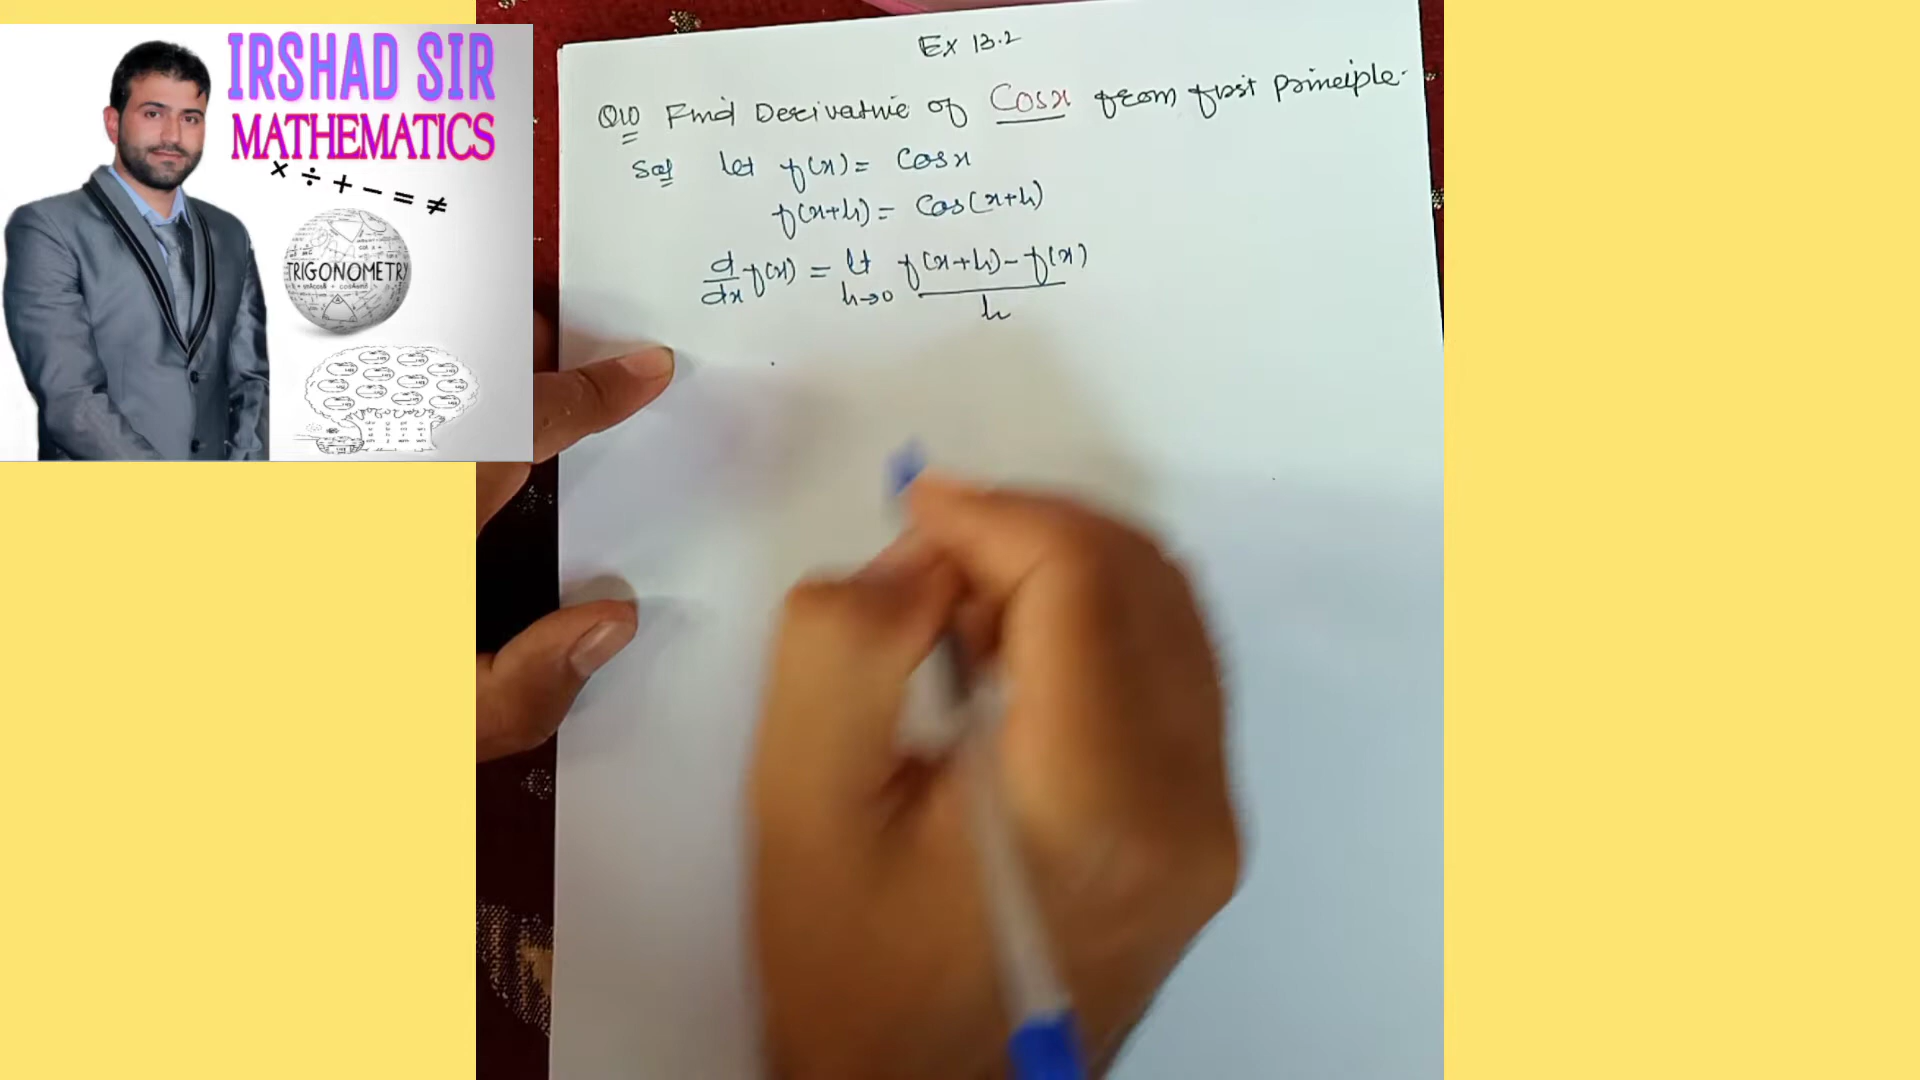 IRSHAD SIR
MATHEMATICS
× ÷ + − = ≠
TRIGONOMETRY
Ex 13.2
Q10 Find Derivative of Cosx from first Principle.
Sol let f(x) = Cosx
f(x+h) = Cos(x+h)
d/dx f(x) = lt h→0 f(x+h) - f(x) / h